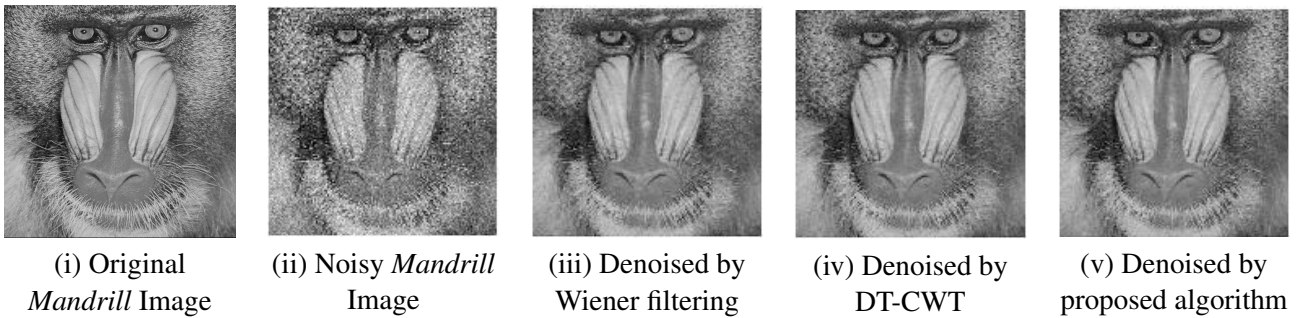 (i) Original
Mandrill Image
(ii) Noisy Mandrill
Image
(iii) Denoised by
Wiener filtering
(iv) Denoised by
DT-CWT
(v) Denoised by
proposed algorithm